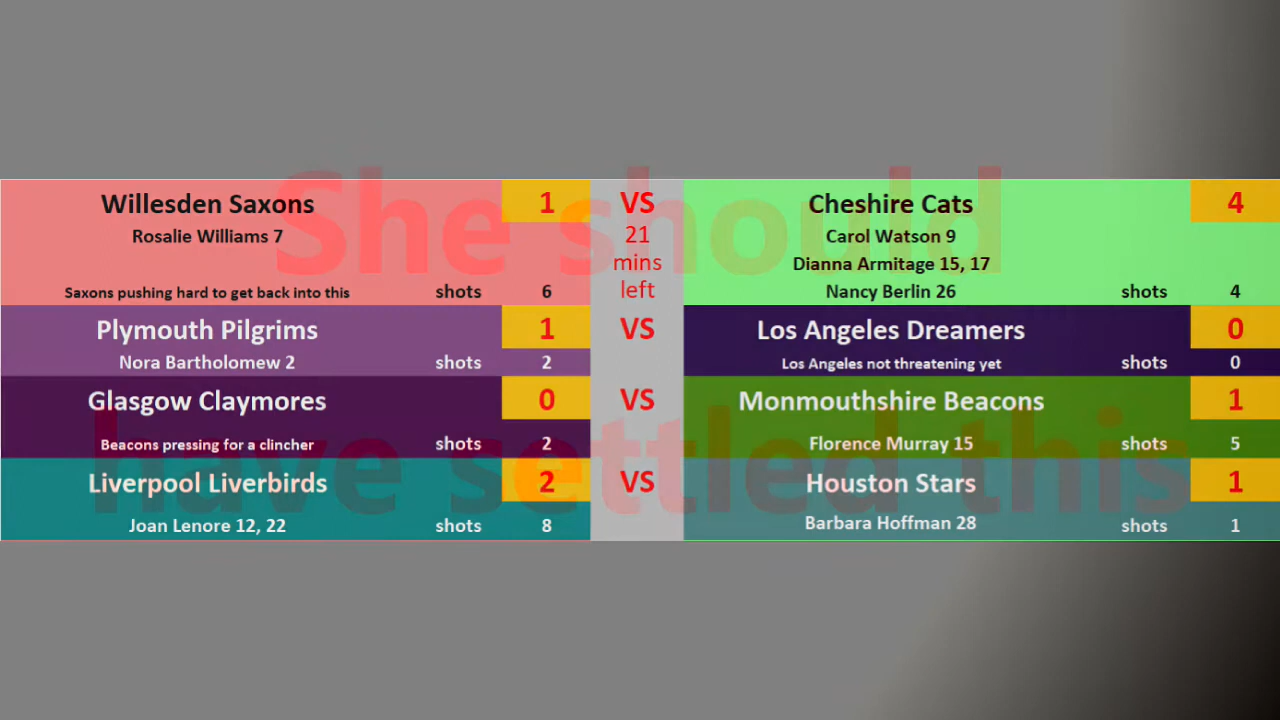 She should
have settled this
Willesden Saxons 1 VS Cheshire Cats 4
Rosalie Williams 7 21 Carol Watson 9
mins Dianna Armitage 15, 17
Saxons pushing hard to get back into this shots 6 left Nancy Berlin 26 shots 4
Plymouth Pilgrims 1 VS Los Angeles Dreamers 0
Nora Bartholomew 2 shots 2 Los Angeles not threatening yet shots 0
Glasgow Claymores 0 VS Monmouthshire Beacons 1
Beacons pressing for a clincher shots 2 Florence Murray 15 shots 5
Liverpool Liverbirds 2 VS Houston Stars 1
Joan Lenore 12, 22 shots 8 Barbara Hoffman 28 shots 1